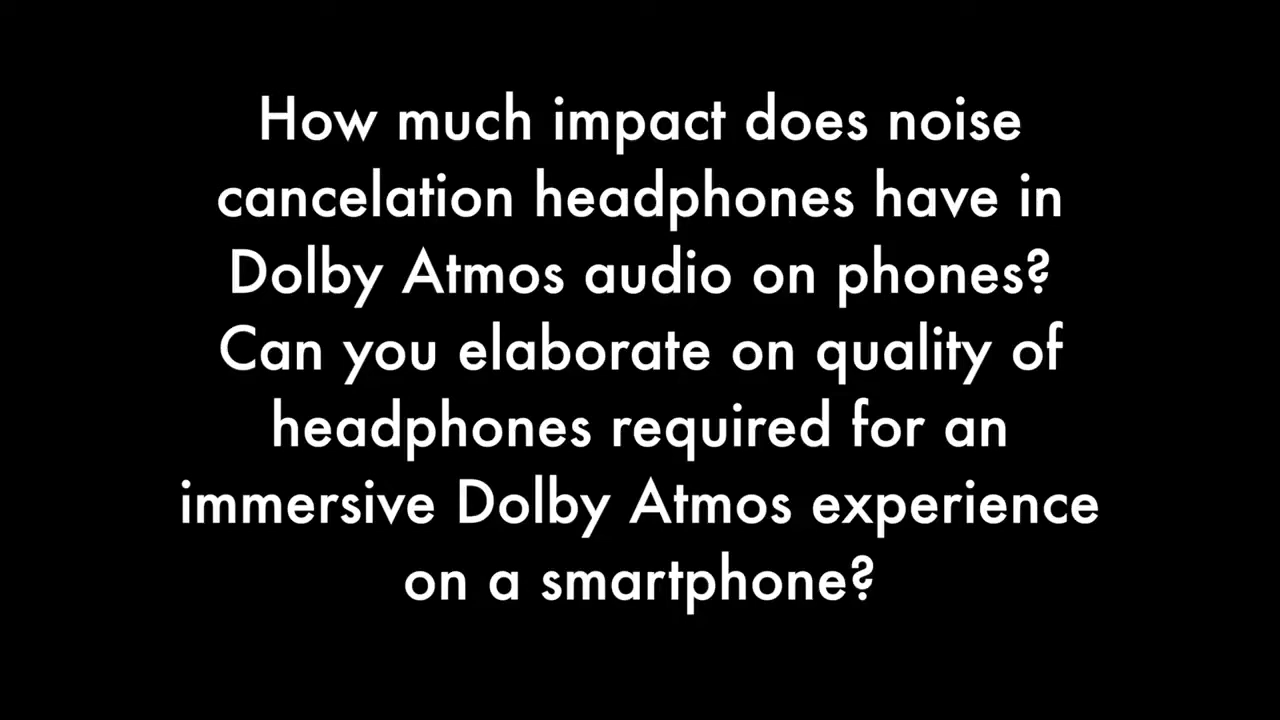 How much impact does noise
cancelation headphones have in
Dolby Atmos audio on phones?
Can you elaborate on quality of
headphones required for an
immersive Dolby Atmos experience
on a smartphone?